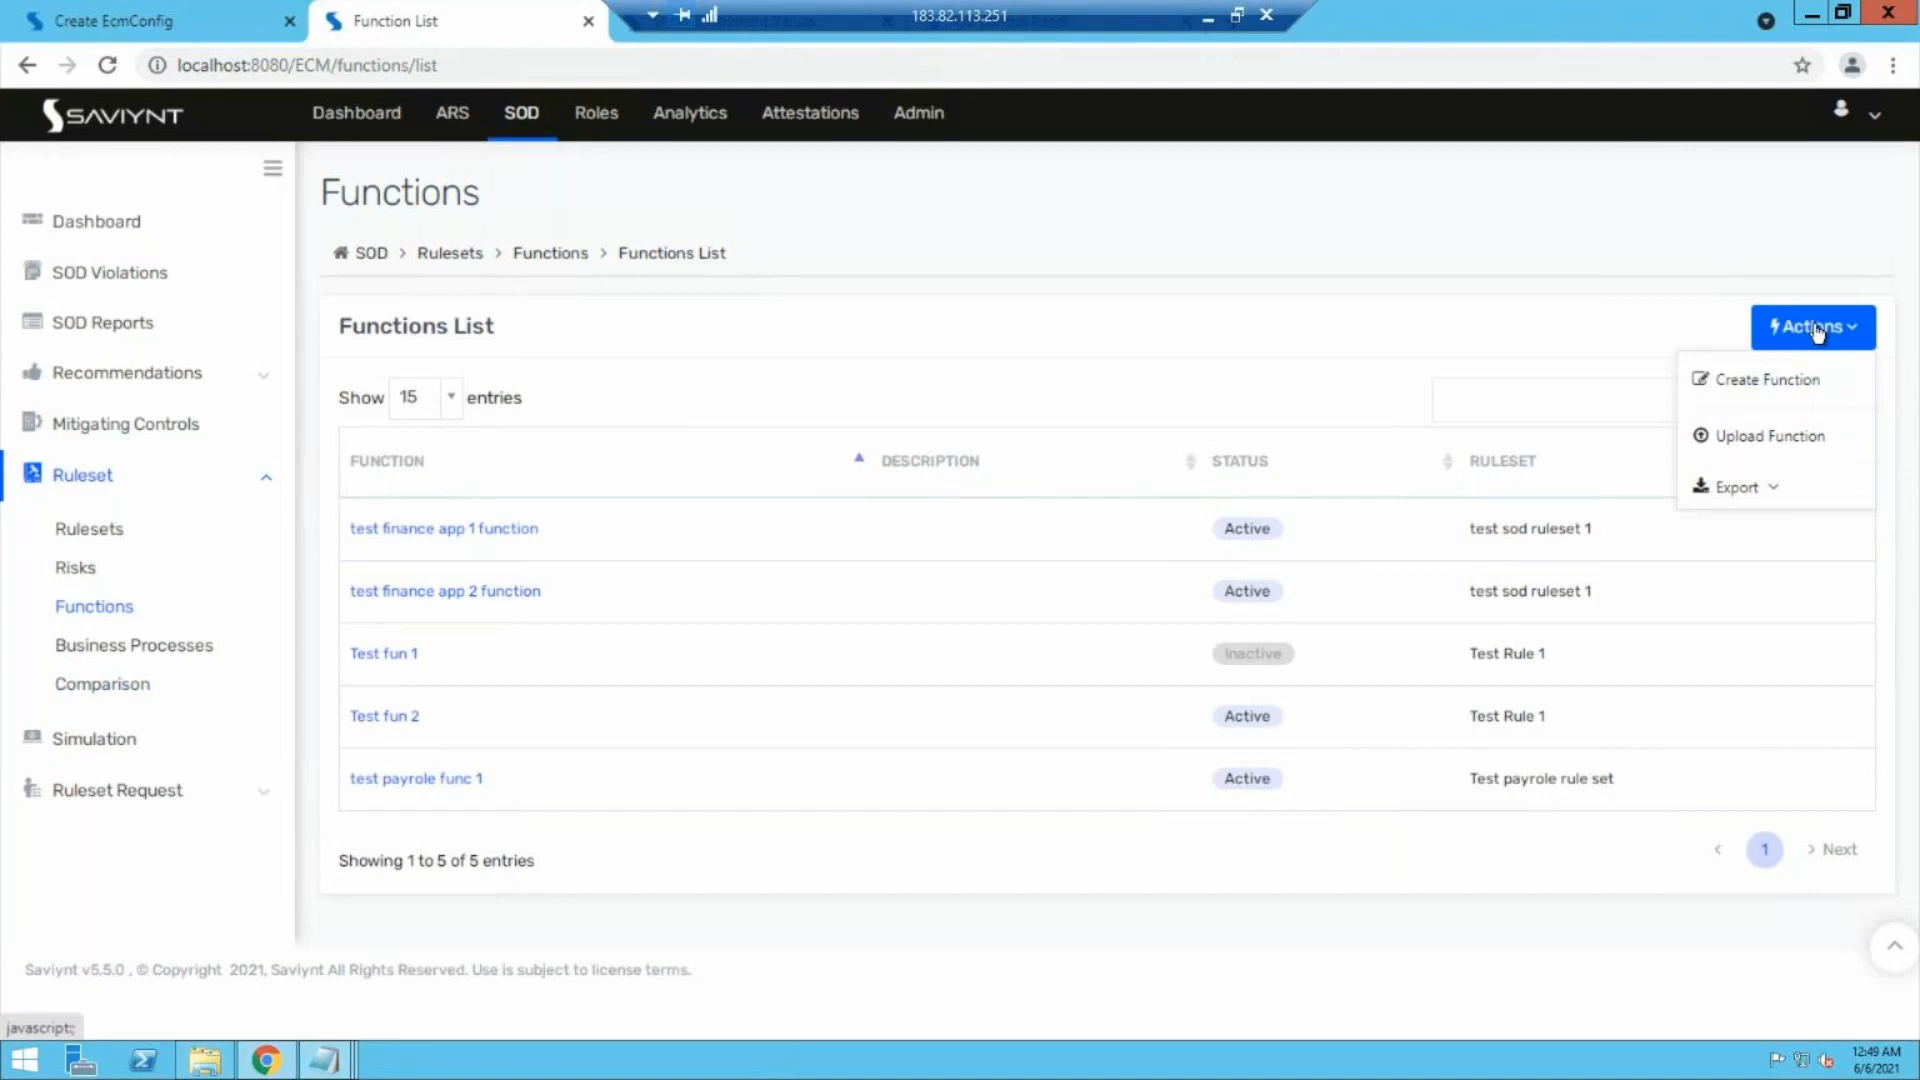 Create EcmConfig
Function List
183.82.113.251
localhost:8080/ECM/functions/list
SAVIYNT
Dashboard
ARS
SOD
Roles
Analytics
Attestations
Admin
Dashboard
SOD Violations
SOD Reports
Recommendations
Mitigating Controls
Ruleset
Rulesets
Risks
Functions
Business Processes
Comparison
Simulation
Ruleset Request
Functions
SOD > Rulesets > Functions > Functions List
Functions List
Actions
Create Function
Upload Function
Export
Show 15 entries
FUNCTION DESCRIPTION STATUS RULESET
test finance app 1 function Active test sod ruleset 1
test finance app 2 function Active test sod ruleset 1
Test fun 1 Inactive Test Rule 1
Test fun 2 Active Test Rule 1
test payrole func 1 Active Test payrole rule set
Showing 1 to 5 of 5 entries
< 1 > Next
Saviynt v5.5.0 , © Copyright 2021, Saviynt All Rights Reserved. Use is subject to license terms.
javascript:;
12:49 AM
6/6/2021